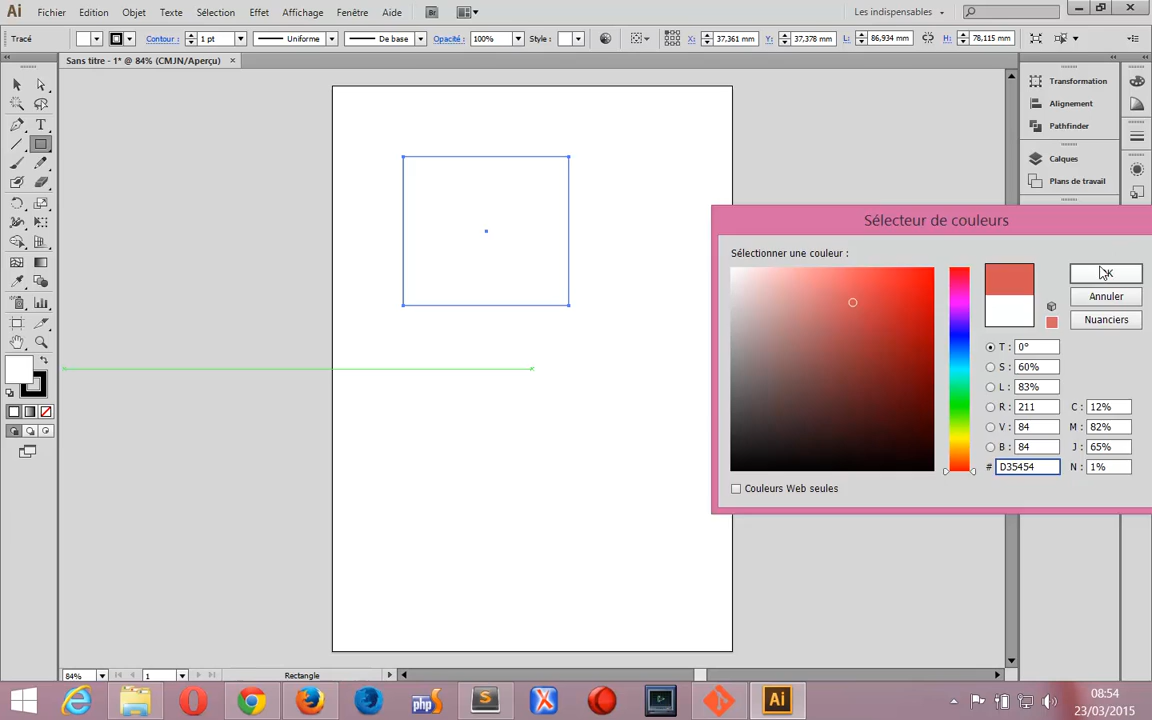 Ai Fichier Edition Objet Texte Sélection Effet Affichage Fenêtre Aide Br Les indispensables
Tracé Contour : 1 pt Uniforme De base Opacité : 100% Style : X: 37,361 mm Y: 37,378 mm L: 86,934 mm H: 78,115 mm
Sans titre - 1* @ 84% (CMJN/Aperçu) ×
Transformation
Alignement
Pathfinder
Calques
Plans de travail
Sélecteur de couleurs
Sélectionner une couleur :
Annuler
Nuanciers
T : 0°
S : 60%
L : 83%
R : 211 C : 12%
V : 84 M : 82%
B : 84 J : 65%
# D35454 N : 1%
Couleurs Web seules
84% 1 Rectangle
php S C+ Ai
08:54
23/03/2015